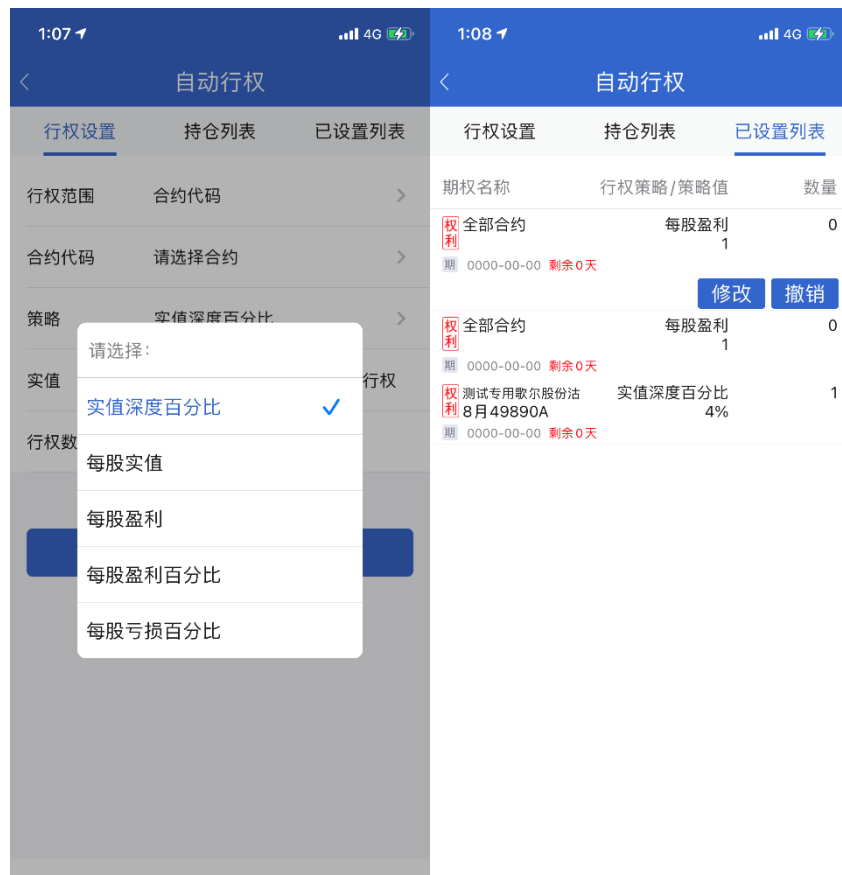 1:07
4G
自动行权
行权设置 持仓列表 已设置列表
行权范围 合约代码
合约代码 请选择合约
策略 实值深度百分比
实值 行权
行权数
请选择:
实值深度百分比
每股实值
每股盈利
每股盈利百分比
每股亏损百分比
1:08
4G
自动行权
行权设置 持仓列表 已设置列表
期权名称 行权策略/策略值 数量
权利 全部合约 每股盈利 0
1
期 0000-00-00 剩余0天
修改 撤销
权利 全部合约 每股盈利 0
1
期 0000-00-00 剩余0天
权利 测试专用歌尔股份沽 实值深度百分比 1
8月49890A 4%
期 0000-00-00 剩余0天